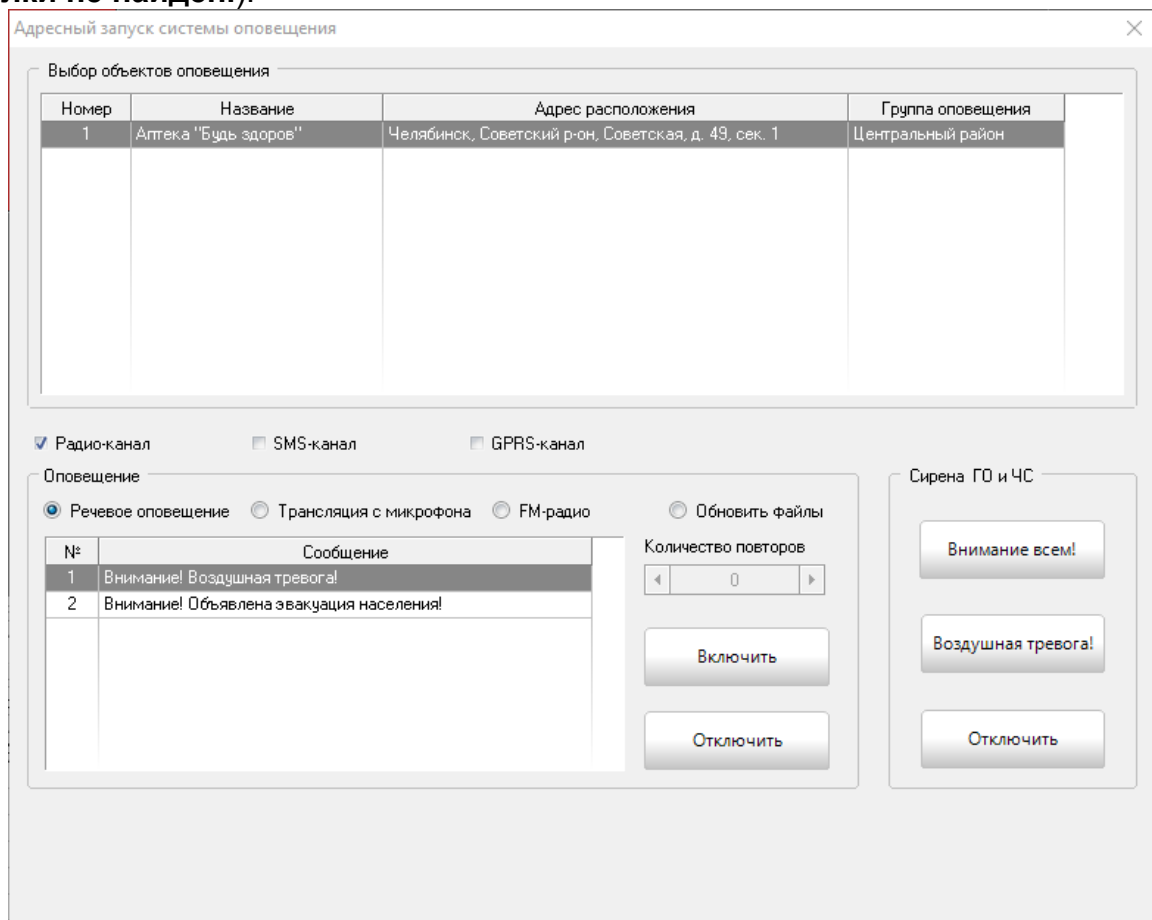 лки не найден!).
Адресный запуск системы оповещения
Выбор объектов оповещения
Номер Название Адрес расположения Группа оповещения
1 Аптека "Будь здоров" Челябинск, Советский р-он, Советская, д. 49, сек. 1 Центральный район
Радио-канал SMS-канал GPRS-канал
Оповещение
Речевое оповещение Трансляция с микрофона FM-радио Обновить файлы
№ Сообщение
1 Внимание! Воздушная тревога!
2 Внимание! Объявлена эвакуация населения!
Количество повторов
0
Включить
Отключить
Сирена ГО и ЧС
Внимание всем!
Воздушная тревога!
Отключить